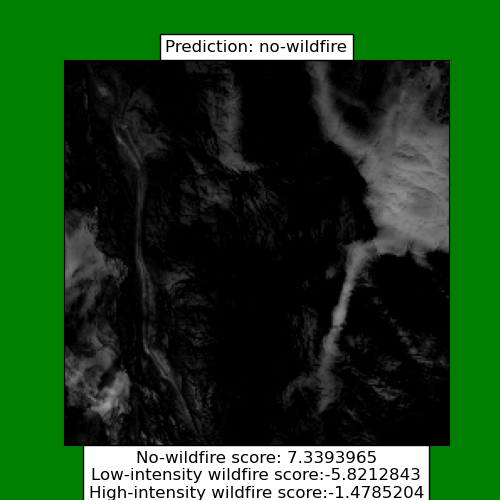 Prediction: no-wildfire
No-wildfire score: 7.3393965
Low-intensity wildfire score:-5.8212843
High-intensity wildfire score:-1.4785204